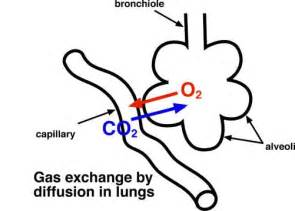 bronchiole
O2
CO2
capillary
alveoli
Gas exchange by
diffusion in lungs